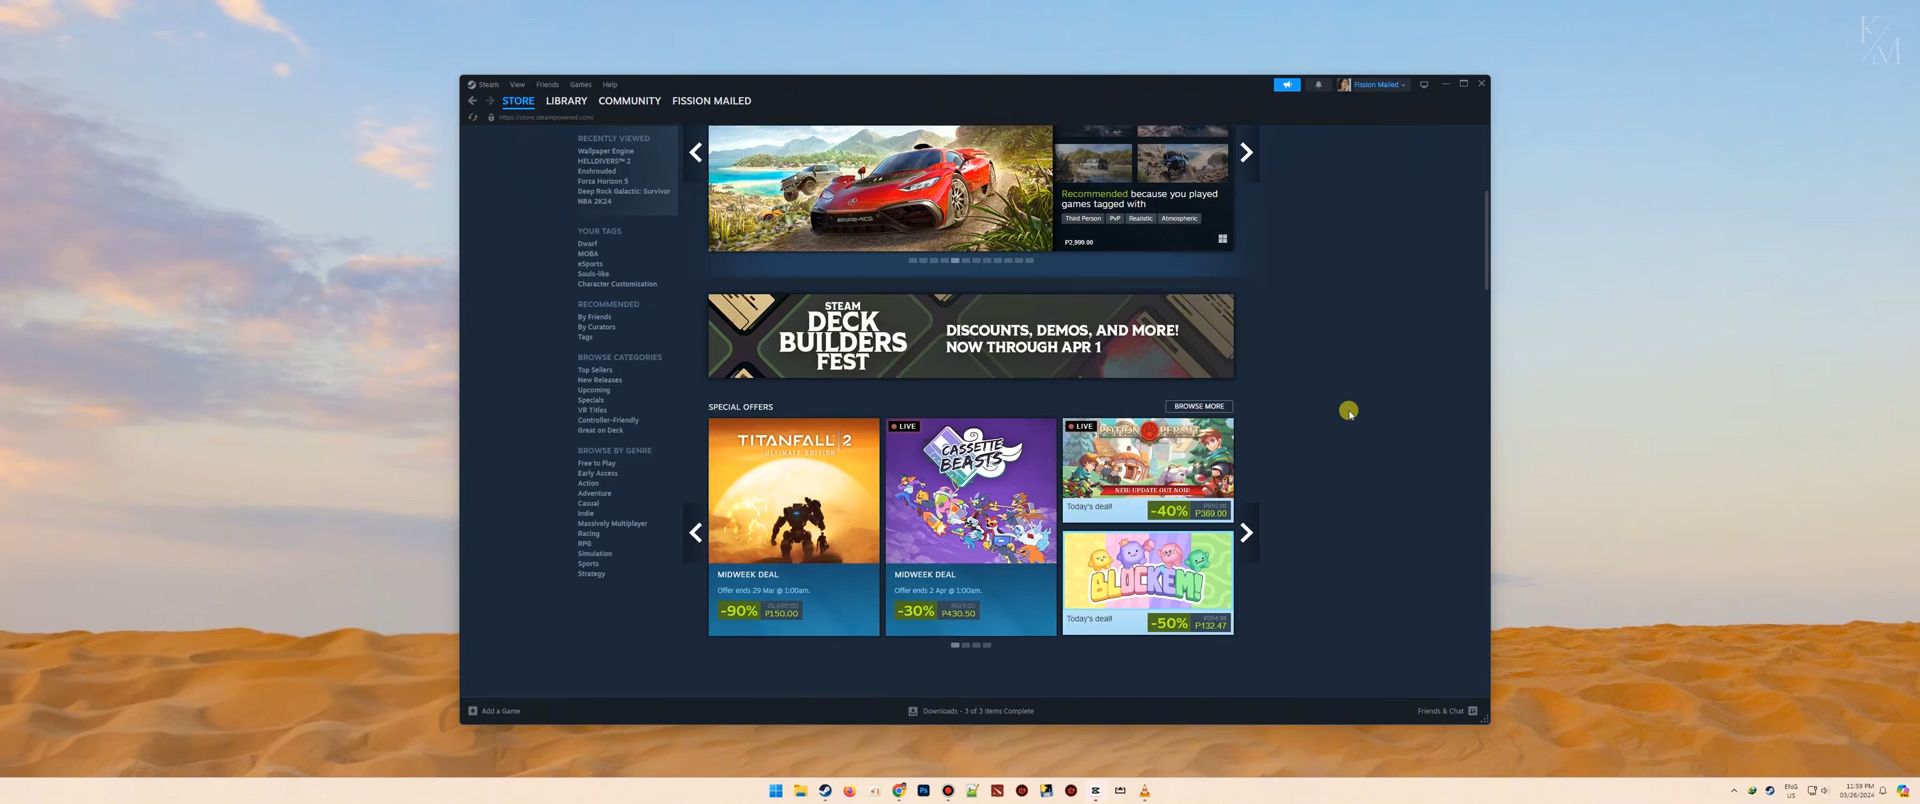 K/M
Steam View Friends Games Help
Fission Mailed
STORE LIBRARY COMMUNITY FISSION MAILED
https://store.steampowered.com/
RECENTLY VIEWED
Wallpaper Engine
HELLDIVERS™ 2
Enshrouded
Forza Horizon 5
Deep Rock Galactic: Survivor
NBA 2K24
YOUR TAGS
Dwarf
MOBA
eSports
Souls-like
Character Customization
RECOMMENDED
By Friends
By Curators
Tags
BROWSE CATEGORIES
Top Sellers
New Releases
Upcoming
Specials
VR Titles
Controller-Friendly
Great on Deck
BROWSE BY GENRE
Free to Play
Early Access
Action
Adventure
Casual
Indie
Massively Multiplayer
Racing
RPG
Simulation
Sports
Strategy
AMG
Recommended because you played
games tagged with
Third Person PvP Realistic Atmospheric
P2,999.00
STEAM
DECK
BUILDERS
FEST
DISCOUNTS, DEMOS, AND MORE!
NOW THROUGH APR 1
SPECIAL OFFERS
BROWSE MORE
TITANFALL 2
ULTIMATE EDITION
MIDWEEK DEAL
Offer ends 29 Mar @ 1:00am.
-90%
P150.00
LIVE
CASSETTE
BEASTS
MIDWEEK DEAL
Offer ends 2 Apr @ 1:00am.
-30%
P430.50
LIVE
POTION PERMIT
NEW UPDATE OUT NOW!
Today's deal!
-40%
P369.00
BLOCK'EM!
Today's deal!
-50%
P132.47
Add a Game
Downloads - 3 of 3 Items Complete
Friends & Chat
Ps
ENG
US
11:59 PM
03/26/2024